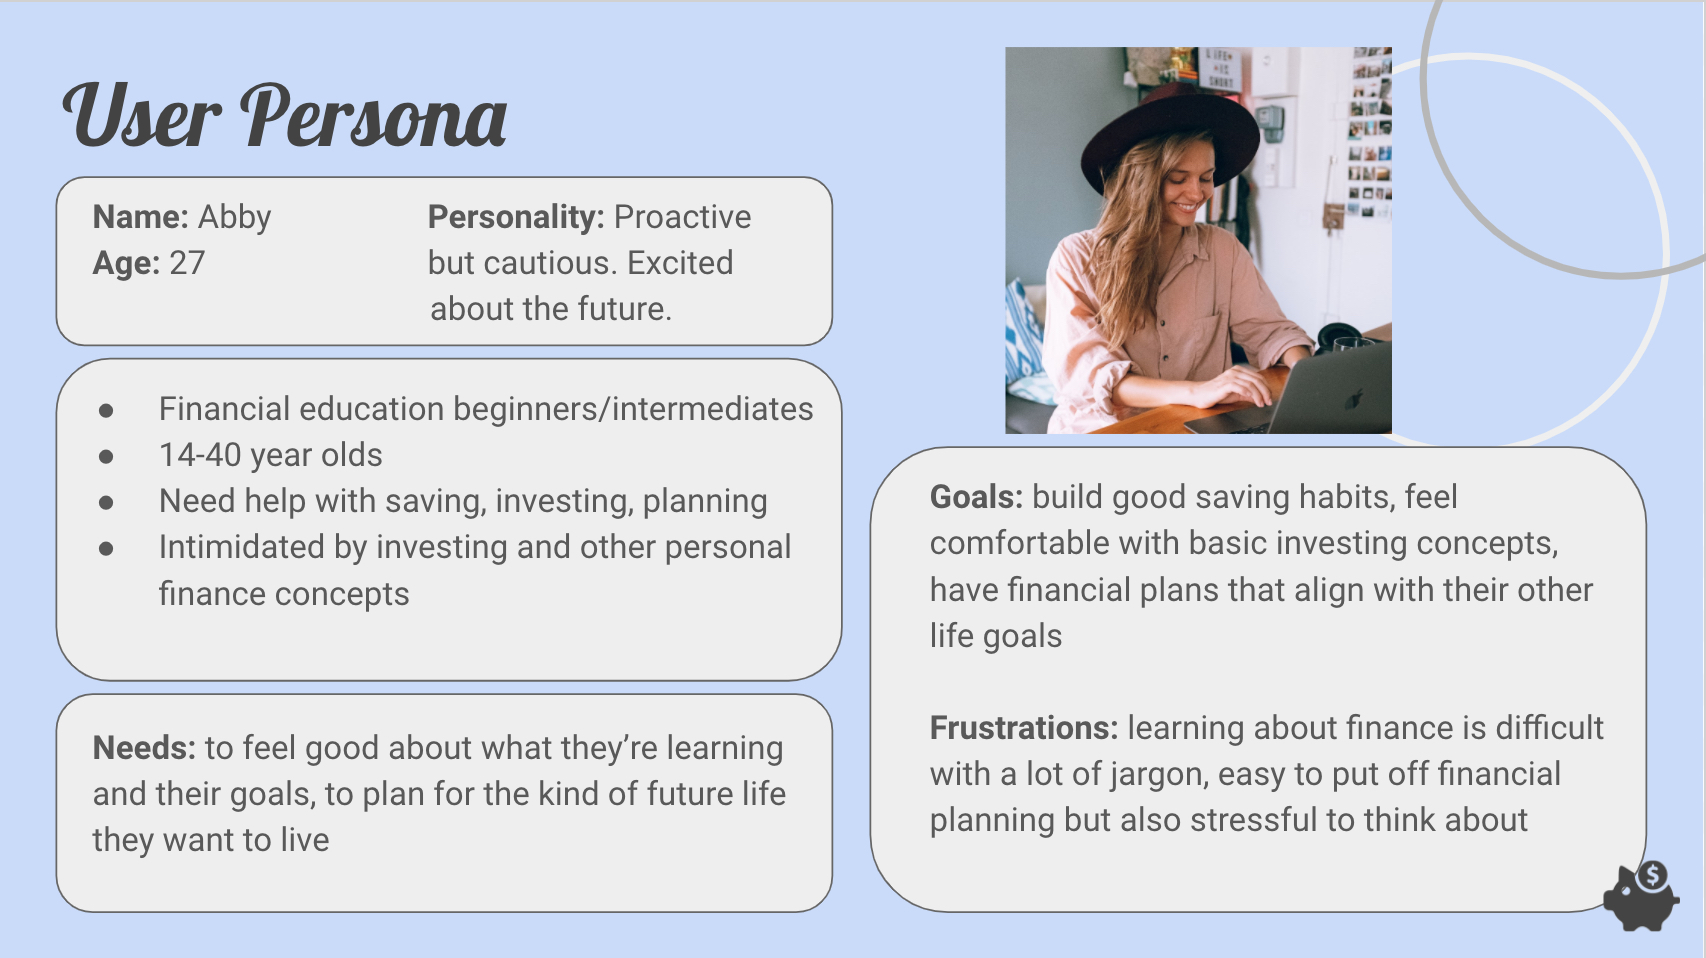 User Persona
Name: Abby
Age: 27
Personality: Proactive
but cautious. Excited
about the future.
● Financial education beginners/intermediates
● 14-40 year olds
● Need help with saving, investing, planning
● Intimidated by investing and other personal
finance concepts
Needs: to feel good about what they’re learning
and their goals, to plan for the kind of future life
they want to live
LIFE
IS
SHORT
Goals: build good saving habits, feel
comfortable with basic investing concepts,
have financial plans that align with their other
life goals
Frustrations: learning about finance is difficult
with a lot of jargon, easy to put off financial
planning but also stressful to think about
$